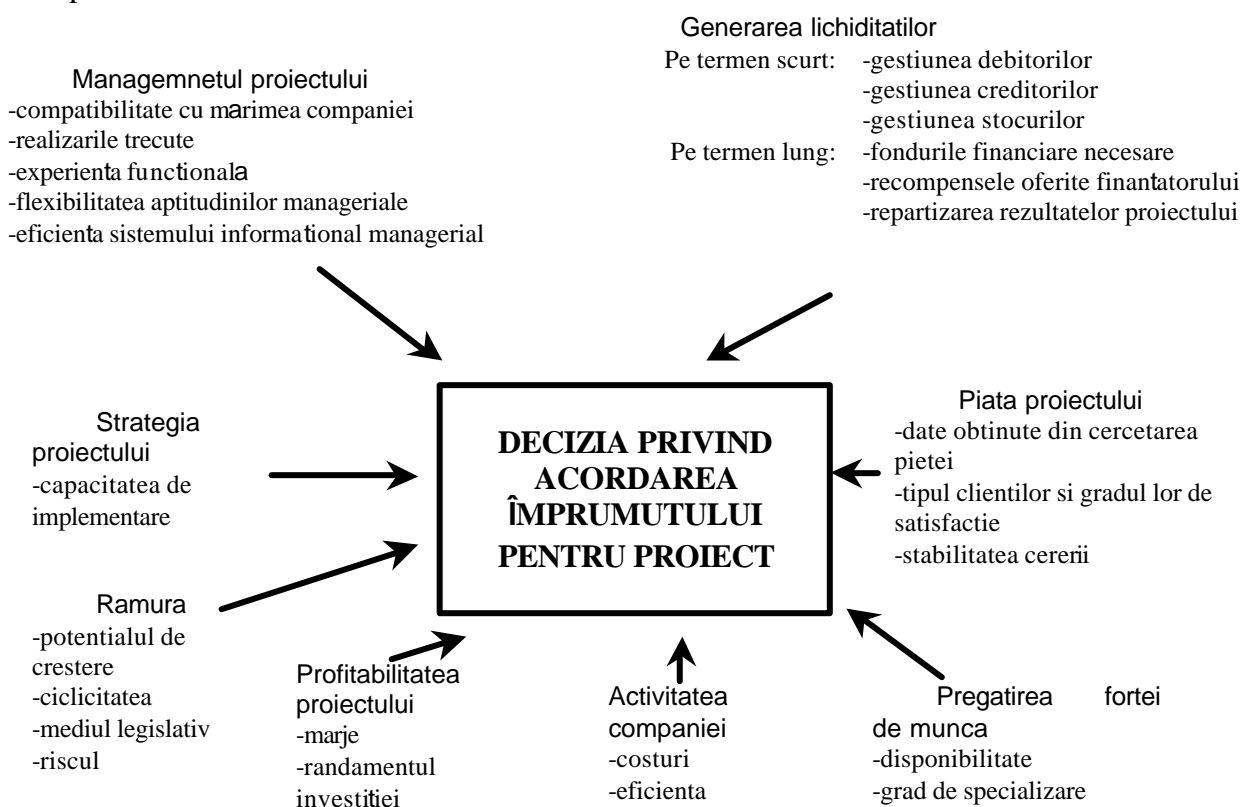 Generarea lichiditatilor
Pe termen scurt: -gestiunea debitorilor
-gestiunea creditorilor
-gestiunea stocurilor
Pe termen lung: -fondurile financiare necesare
-recompensele oferite finantatorului
-repartizarea rezultatelor proiectului
Managemnetul proiectului
-compatibilitate cu marimea companiei
-realizarile trecute
-experienta functionala
-flexibilitatea aptitudinilor manageriale
-eficienta sistemului informational managerial
Strategia
proiectului
-capacitatea de
implementare
DECIZIA PRIVIND
ACORDAREA
ÎMPRUMUTULUI
PENTRU PROIECT
Piata proiectului
-date obtinute din cercetarea
pietei
-tipul clientilor si gradul lor de
satisfactie
-stabilitatea cererii
Ramura
-potentialul de
crestere
-ciclicitatea
-mediul legislativ
-riscul
Profitabilitatea
proiectului
-marje
-randamentul
investitiei
Activitatea
companiei
-costuri
-eficienta
Pregatirea fortei
de munca
-disponibilitate
-grad de specializare